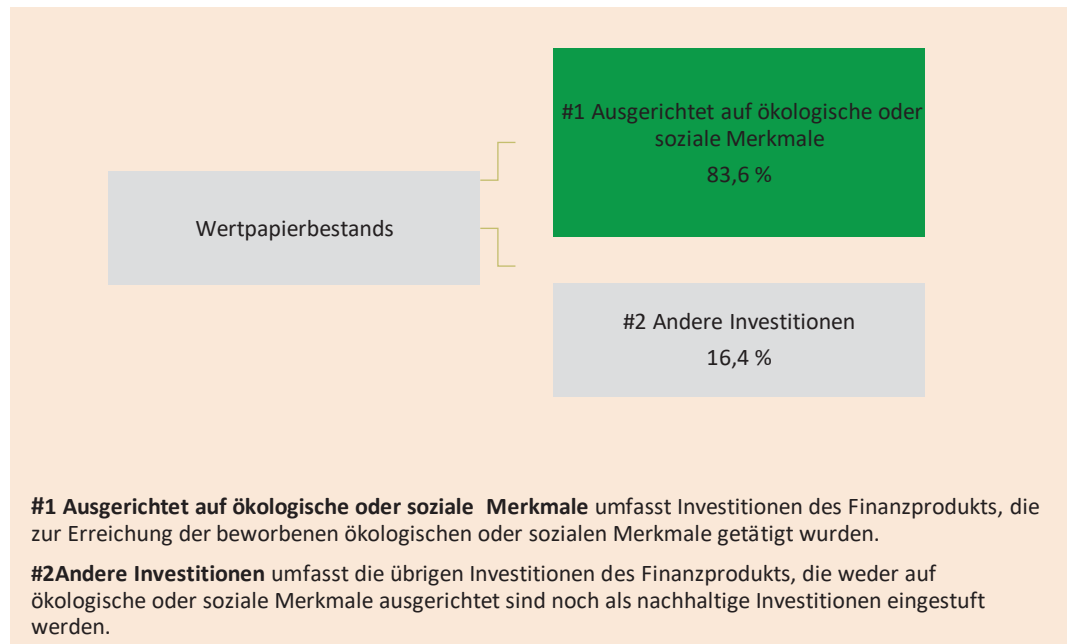 #1 Ausgerichtet auf ökologische oder
soziale Merkmale
83,6 %
Wertpapierbestands
#2 Andere Investitionen
16,4 %
#1 Ausgerichtet auf ökologische oder soziale Merkmale umfasst Investitionen des Finanzprodukts, die
zur Erreichung der beworbenen ökologischen oder sozialen Merkmale getätigt wurden.
#2Andere Investitionen umfasst die übrigen Investitionen des Finanzprodukts, die weder auf
ökologische oder soziale Merkmale ausgerichtet sind noch als nachhaltige Investitionen eingestuft
werden.